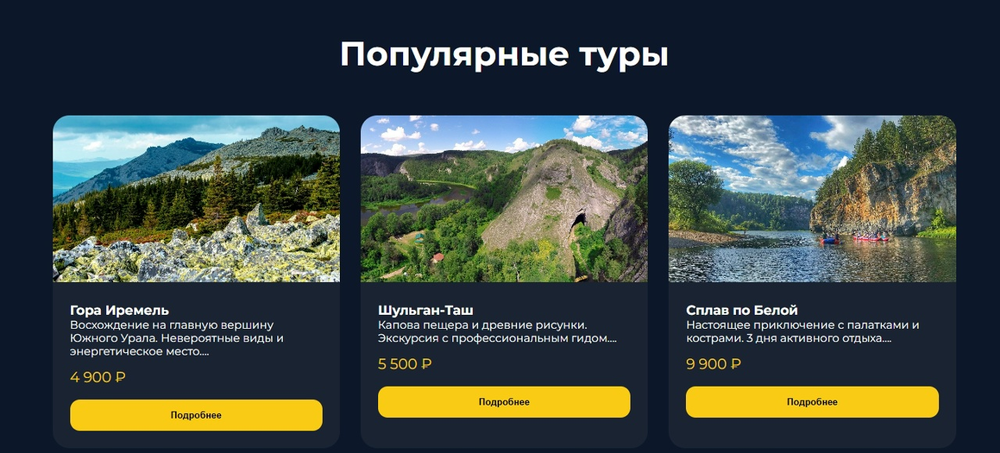 Популярные туры
Гора Иремель
Восхождение на главную вершину
Южного Урала. Невероятные виды и
энергетическое место....
4 900 ₽
Подробнее
Шульган-Таш
Капова пещера и древние рисунки.
Экскурсия с профессиональным гидом....
5 500 ₽
Подробнее
Сплав по Белой
Настоящее приключение с палатками и
кострами. 3 дня активного отдыха....
9 900 ₽
Подробнее